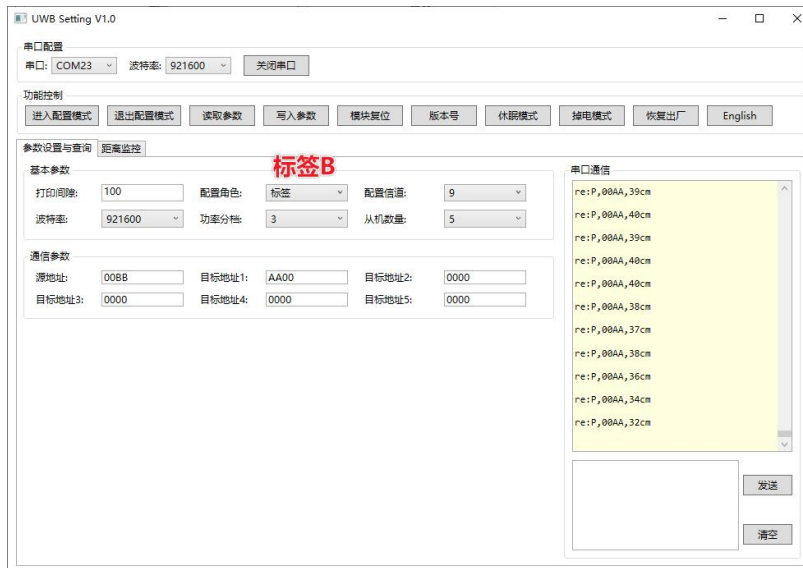 UWB Setting V1.0
串口配置
串口: COM23 波特率: 921600 关闭串口
功能控制
进入配置模式 退出配置模式 读取参数 写入参数 模块复位 版本号 休眠模式 掉电模式 恢复出厂 English
参数设置与查询 距离监控
标签B
基本参数
打印间隙: 100 配置角色: 标签 配置信道: 9
波特率: 921600 功率分档: 3 从机数量: 5
通信参数
源地址: 00BB 目标地址1: AA00 目标地址2: 0000
目标地址3: 0000 目标地址4: 0000 目标地址5: 0000
串口通信
re:P,00AA,39cm
re:P,00AA,40cm
re:P,00AA,39cm
re:P,00AA,40cm
re:P,00AA,40cm
re:P,00AA,38cm
re:P,00AA,37cm
re:P,00AA,38cm
re:P,00AA,36cm
re:P,00AA,34cm
re:P,00AA,32cm
发送
清空